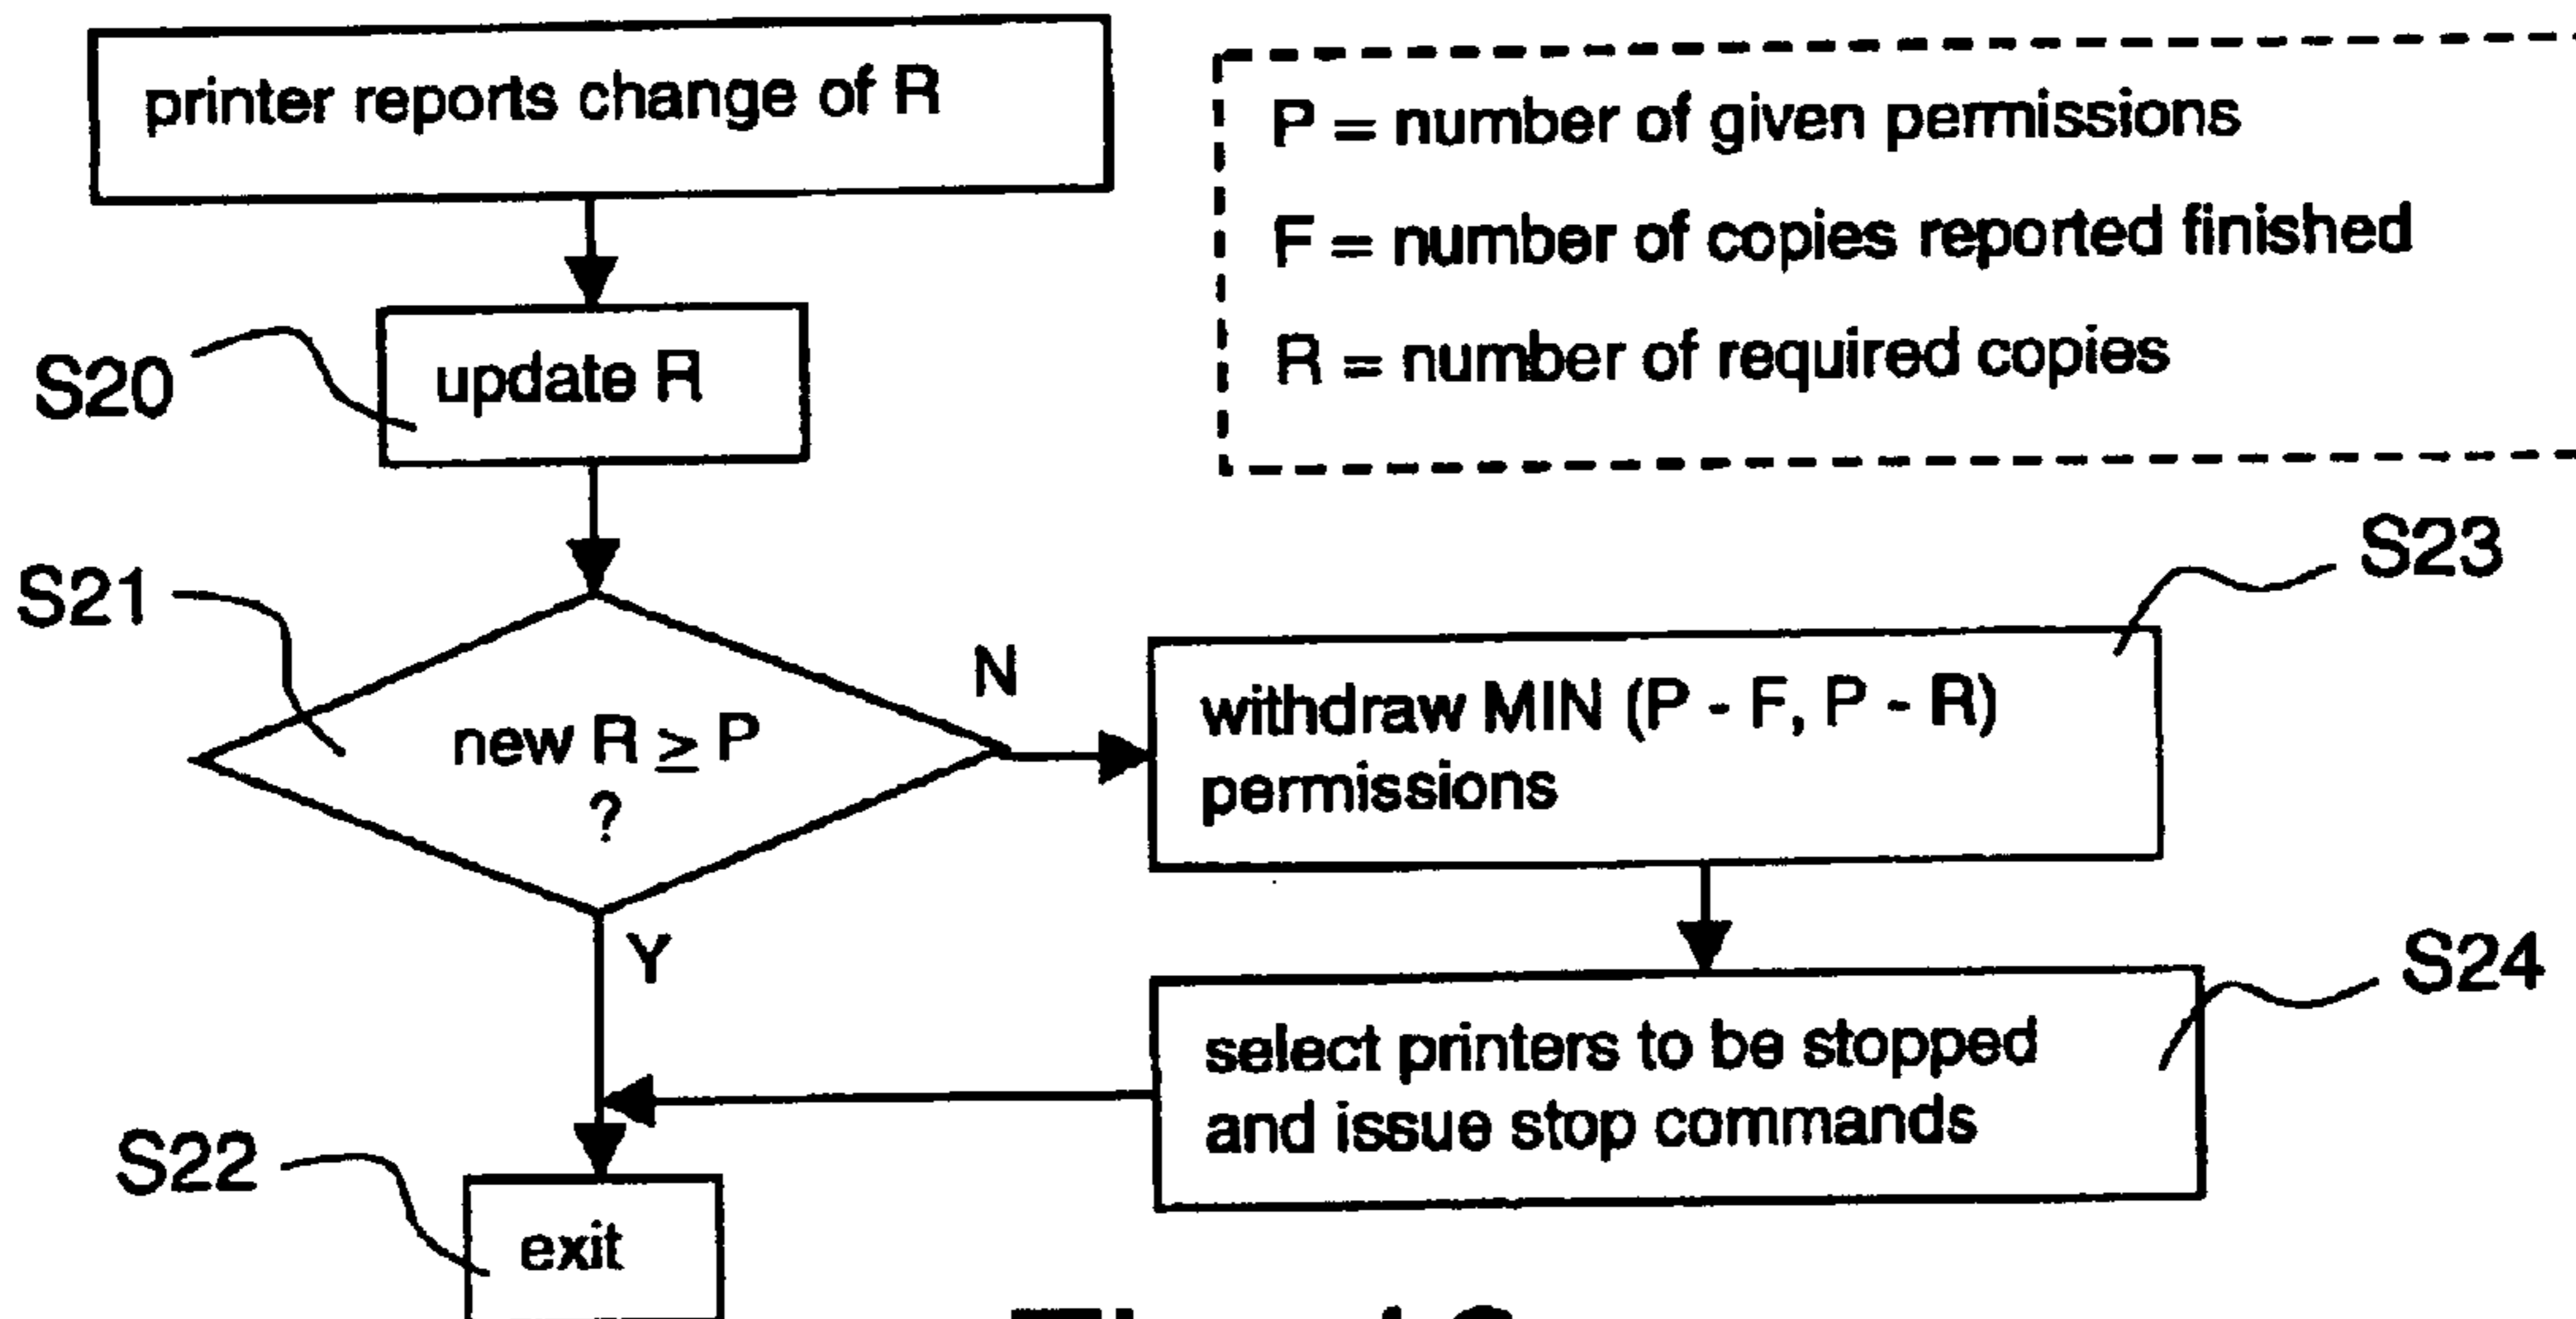 printer reports change of R
P = number of given permissions
F = number of copies reported finished
R = number of required copies
S20
update R
S21
new R ≥ P
?
N
Y
S23
withdraw MIN (P - F, P - R)
permissions
S24
select printers to be stopped
and issue stop commands
S22
exit